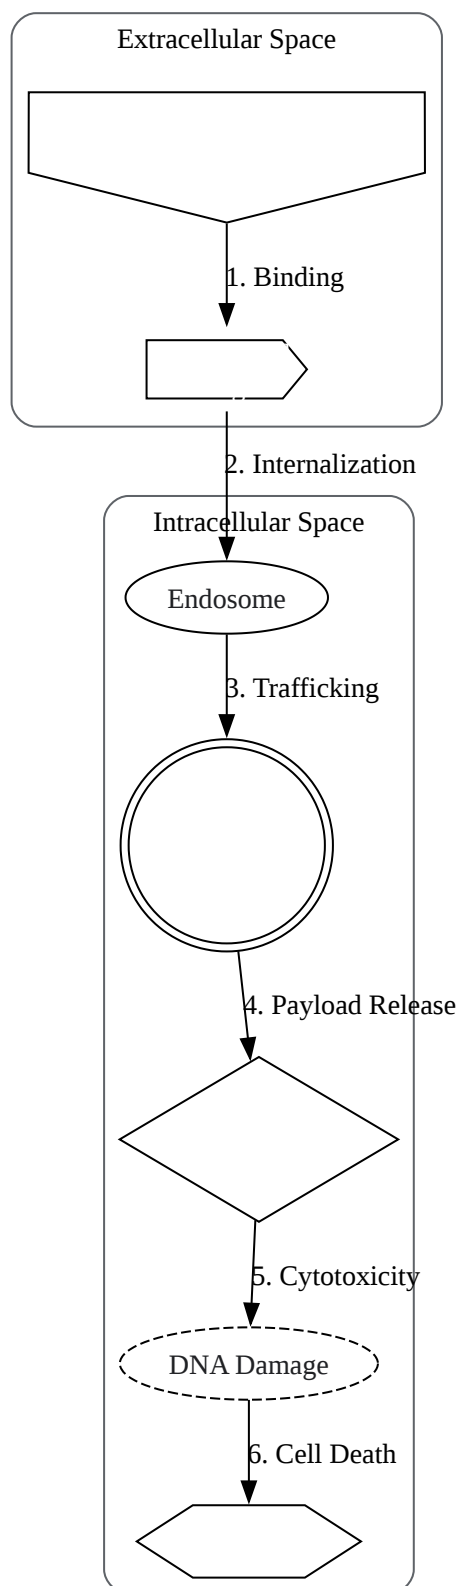 Extracellular Space
1. Binding
2. Internalization
Intracellular Space
Endosome
3. Trafficking
4. Payload Release
5. Cytotoxicity
DNA Damage
6. Cell Death